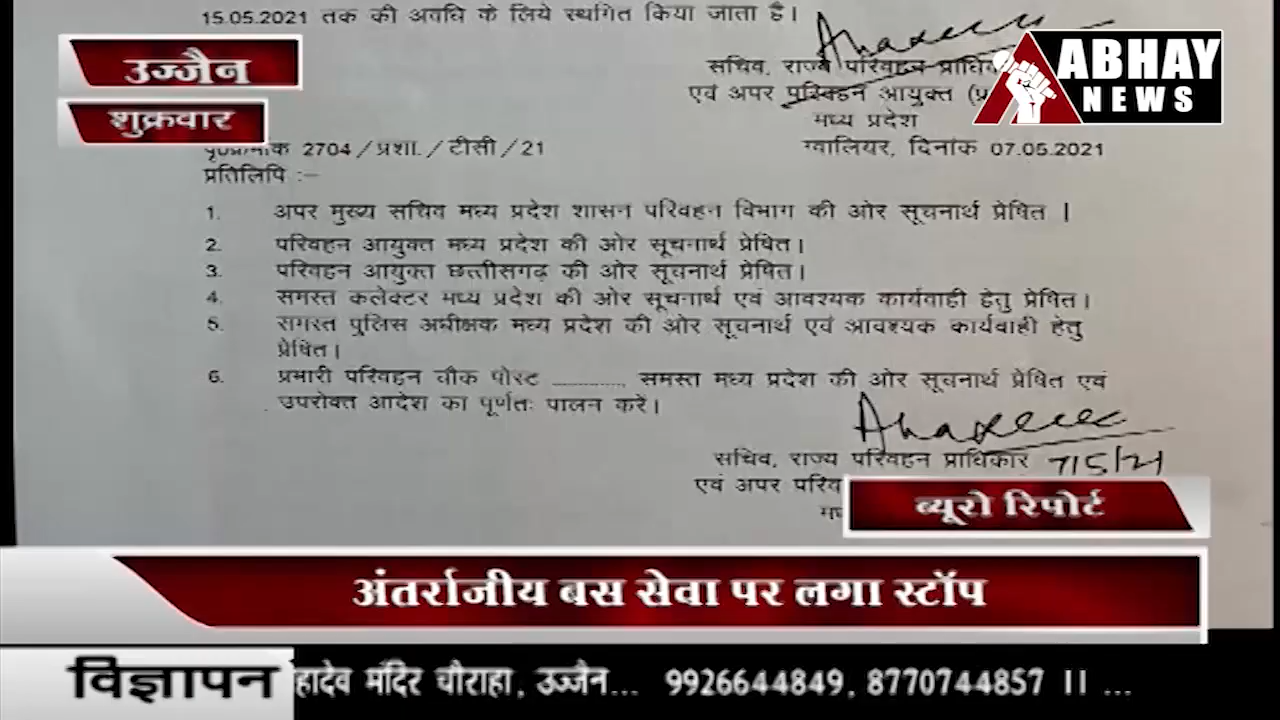 15.05.2021 तक की अवधि के लिये स्थगित किया जाता है।
उज्जैन
शुक्रवार
ABHAY
NEWS
सचिव, राज्य परिवहन
एवं अपर परिवहन आयुक्त
मध्य प्रदेश
2704/प्रशा./टीसी/21
ग्वालियर, दिनांक 07.05.2021
प्रतिलिपि :–
1. अपर मुख्य सचिव मध्य प्रदेश शासन परिवहन विभाग की ओर सूचनार्थ प्रेषित।
2. परिवहन आयुक्त मध्य प्रदेश की ओर सूचनार्थ प्रेषित।
3. परिवहन आयुक्त छत्तीसगढ़ की ओर सूचनार्थ प्रेषित।
4. समस्त कलेक्टर मध्य प्रदेश की ओर सूचनार्थ एवं आवश्यक कार्यवाही हेतु प्रेषित।
5. समस्त पुलिस अधीक्षक मध्य प्रदेश की ओर सूचनार्थ एवं आवश्यक कार्यवाही हेतु
प्रेषित।
6. प्रभारी परिवहन चौक पोस्ट ............... समस्त मध्य प्रदेश की ओर सूचनार्थ प्रेषित एवं
उपरोक्त आदेश का पूर्णतः पालन करें।
सचिव, राज्य परिवहन प्राधिकार 7/5/21
एवं अपर
ब्यूरो रिपोर्ट
अंतर्राजीय बस सेवा पर लगा स्टॉप
विज्ञापन
हादेव मंदिर चौराहा, उज्जैन... 9926644849, 8770744857 II ...